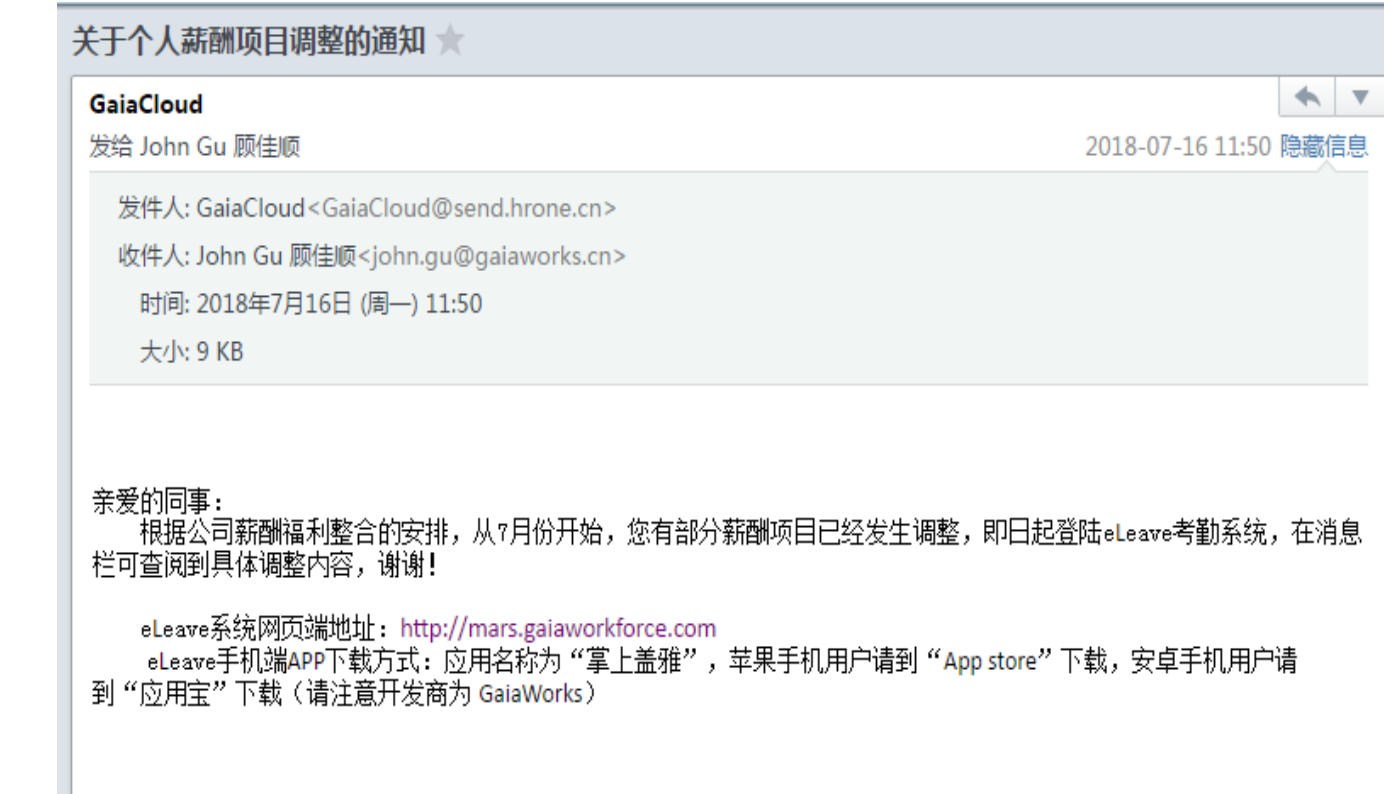 关于个人薪酬项目调整的通知
GaiaCloud
发给 John Gu 顾佳顺
2018-07-16 11:50 隐藏信息
发件人: GaiaCloud<GaiaCloud@send.hrone.cn>
收件人: John Gu 顾佳顺<john.gu@gaiaworks.cn>
时间: 2018年7月16日 (周一) 11:50
大小: 9 KB
亲爱的同事：
根据公司薪酬福利整合的安排，从7月份开始，您有部分薪酬项目已经发生调整，即日起登陆eLeave考勤系统，在消息
栏可查阅到具体调整内容，谢谢！
eLeave系统网页端地址：http://mars.gaiaworkforce.com
eLeave手机端APP下载方式：应用名称为“掌上盖雅”，苹果手机用户请到“App store”下载，安卓手机用户请
到“应用宝”下载（请注意开发商为 GaiaWorks）